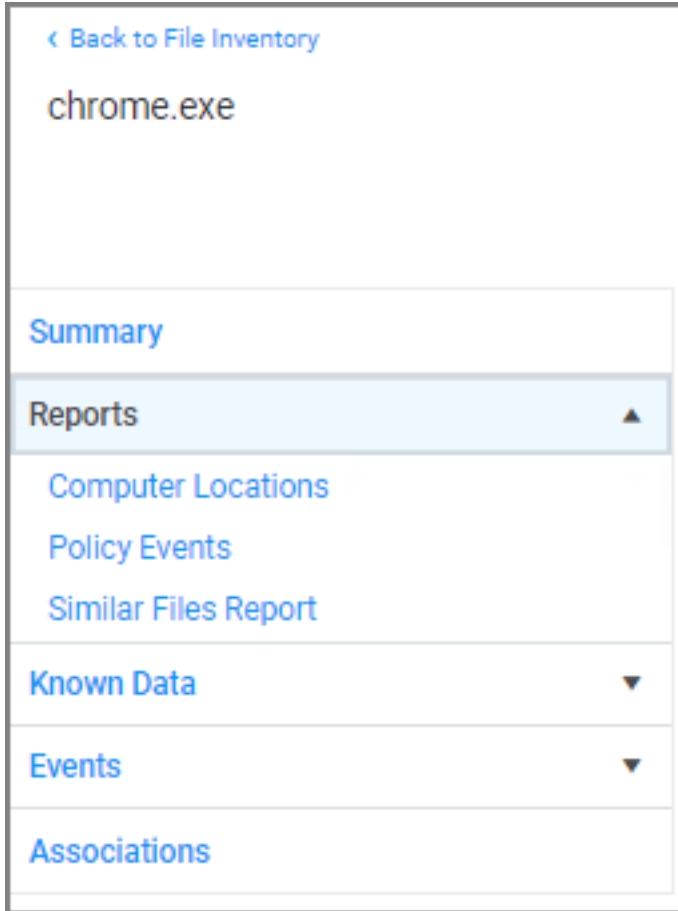 ‹ Back to File Inventory
chrome.exe
Summary
Reports ▲
Computer Locations
Policy Events
Similar Files Report
Known Data ▼
Events ▼
Associations